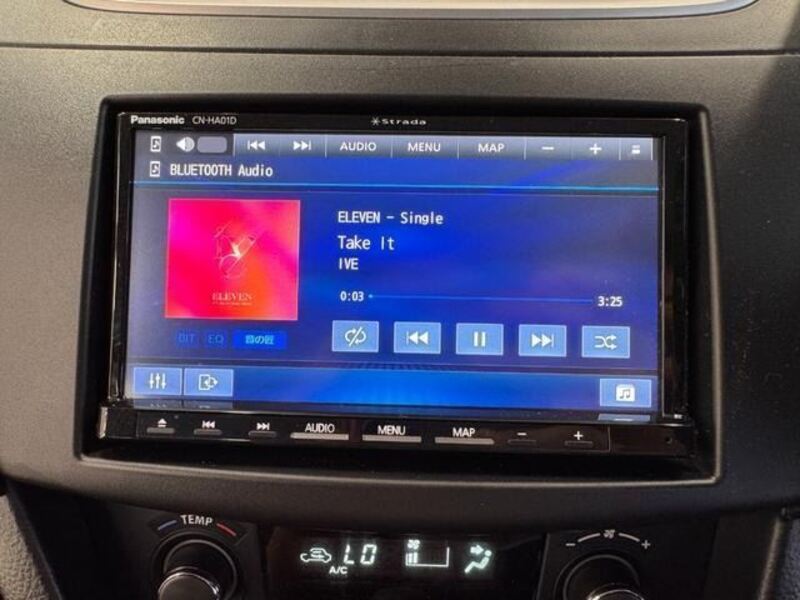 Panasonic CN-HA01D Strada
AUDIO MENU MAP − +
BLUETOOTH Audio
ELEVEN - Single
Take It
IVE
ELEVEN
0:03 3:25
BIT EQ 音の匠
AUDIO MENU MAP − +
TEMP
A/C LO
− +